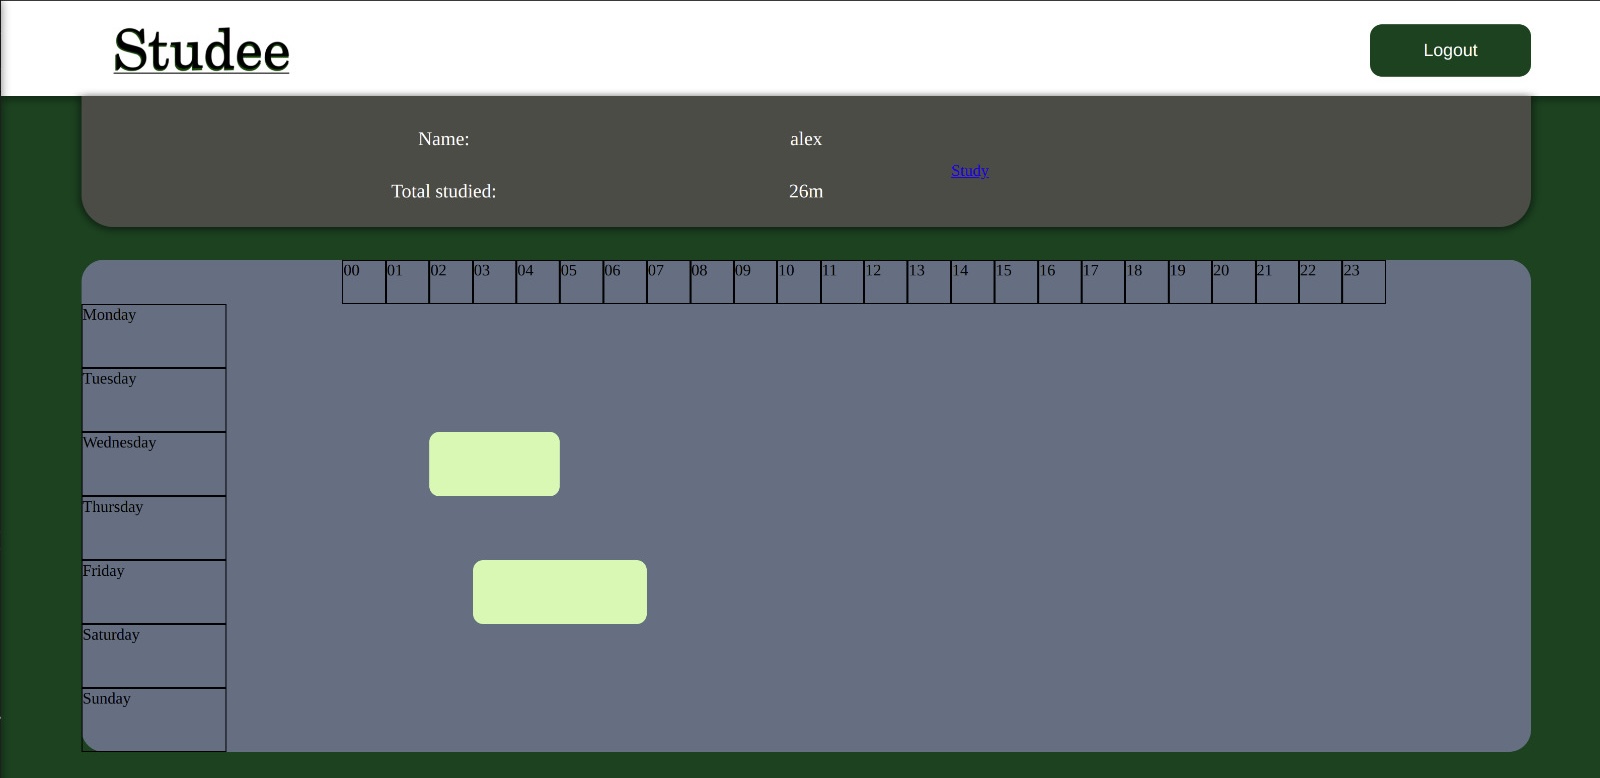 Studee
Logout
Name: alex
Study
Total studied: 26m
00 01 02 03 04 05 06 07 08 09 10 11 12 13 14 15 16 17 18 19 20 21 22 23
Monday
Tuesday
Wednesday
Thursday
Friday
Saturday
Sunday